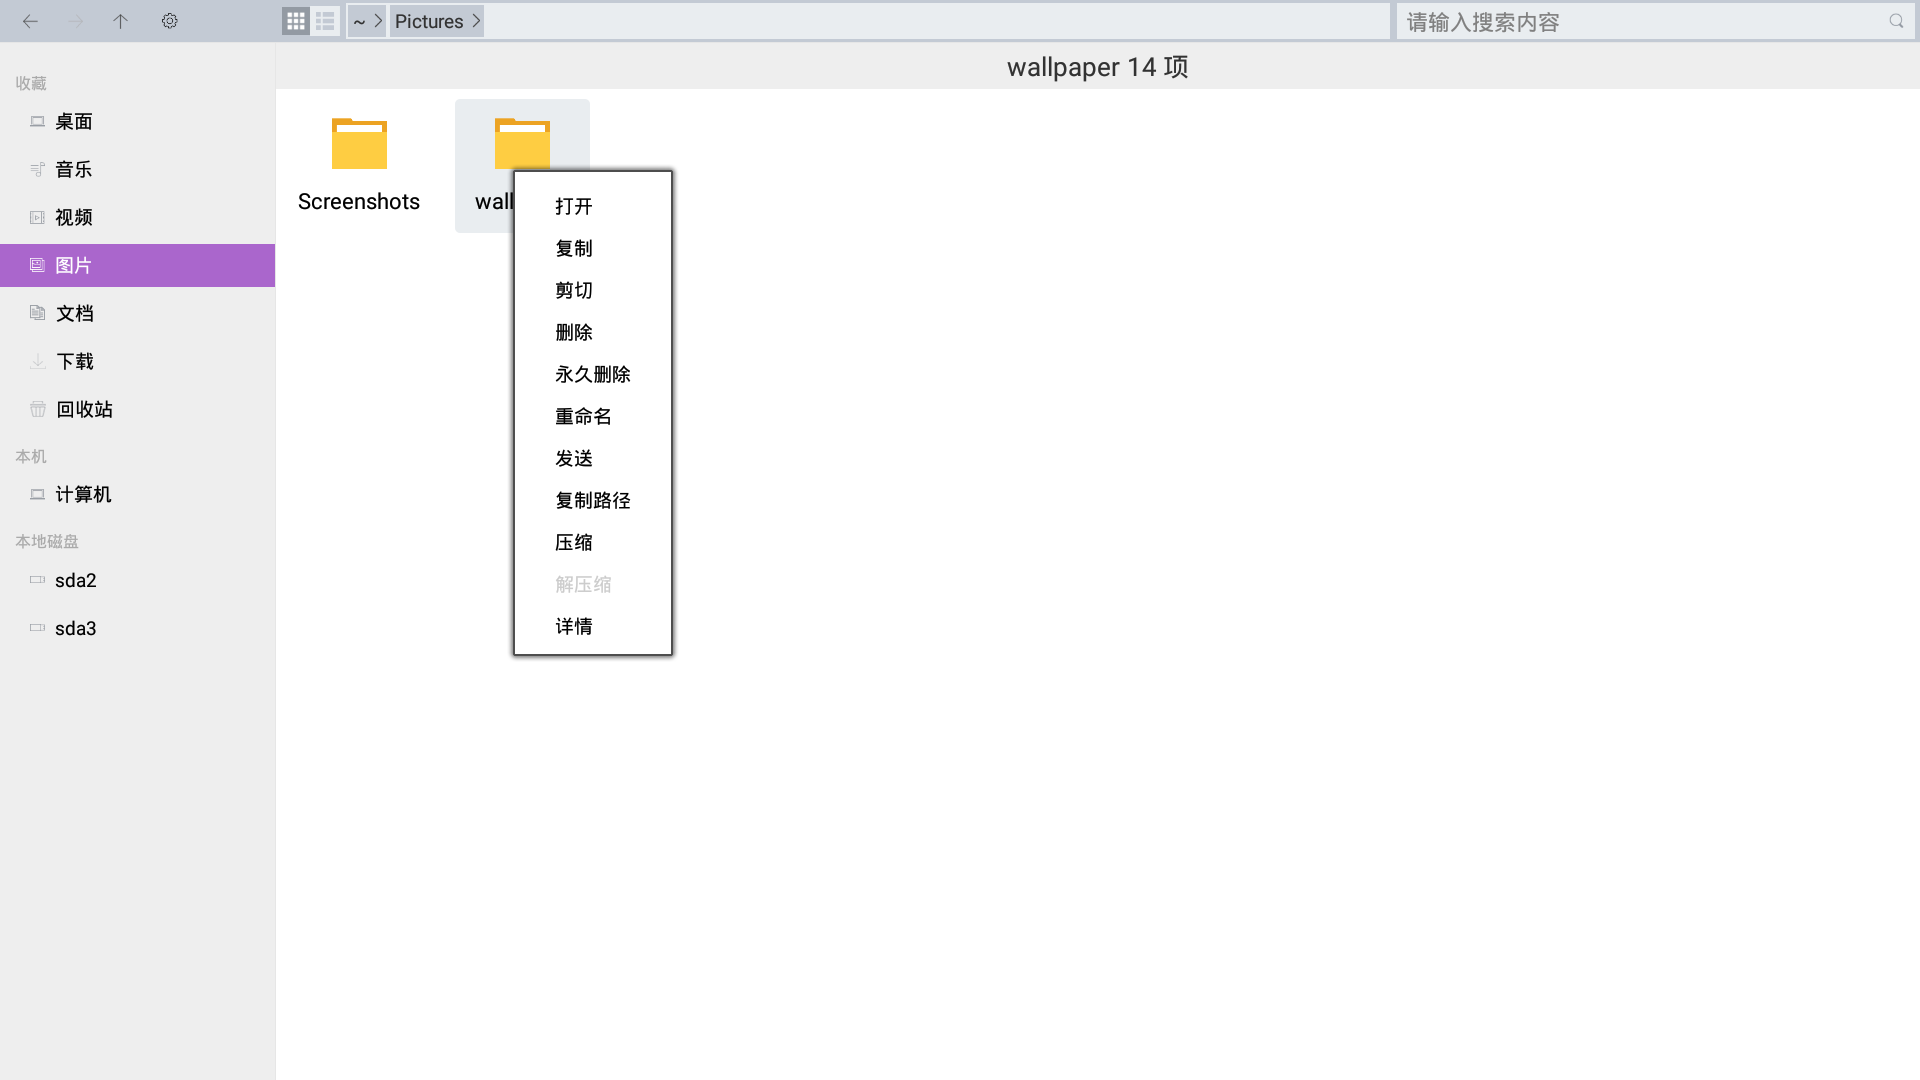 ~
Pictures
请输入搜索内容
wallpaper 14 项
收藏
桌面
音乐
视频
图片
文档
下载
回收站
本机
计算机
本地磁盘
sda2
sda3
Screenshots
wall
打开
复制
剪切
删除
永久删除
重命名
发送
复制路径
压缩
解压缩
详情